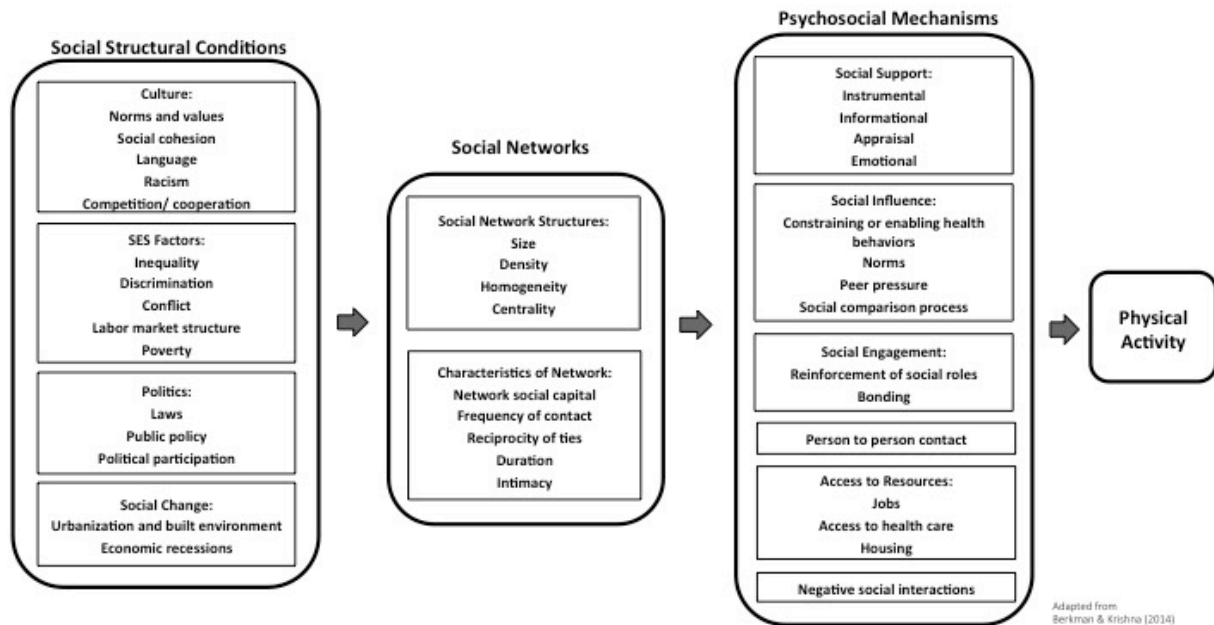 Social Structural Conditions
Culture:
Norms and values
Social cohesion
Language
Racism
Competition/ cooperation
SES Factors:
Inequality
Discrimination
Conflict
Labor market structure
Poverty
Politics:
Laws
Public policy
Political participation
Social Change:
Urbanization and built environment
Economic recessions
Social Networks
Social Network Structures:
Size
Density
Homogeneity
Centrality
Characteristics of Network:
Network social capital
Frequency of contact
Reciprocity of ties
Duration
Intimacy
Psychosocial Mechanisms
Social Support:
Instrumental
Informational
Appraisal
Emotional
Social Influence:
Constraining or enabling health
behaviors
Norms
Peer pressure
Social comparison process
Social Engagement:
Reinforcement of social roles
Bonding
Person to person contact
Access to Resources:
Jobs
Access to health care
Housing
Negative social interactions
Physical
Activity
Adapted from
Berkman & Krishna (2014)